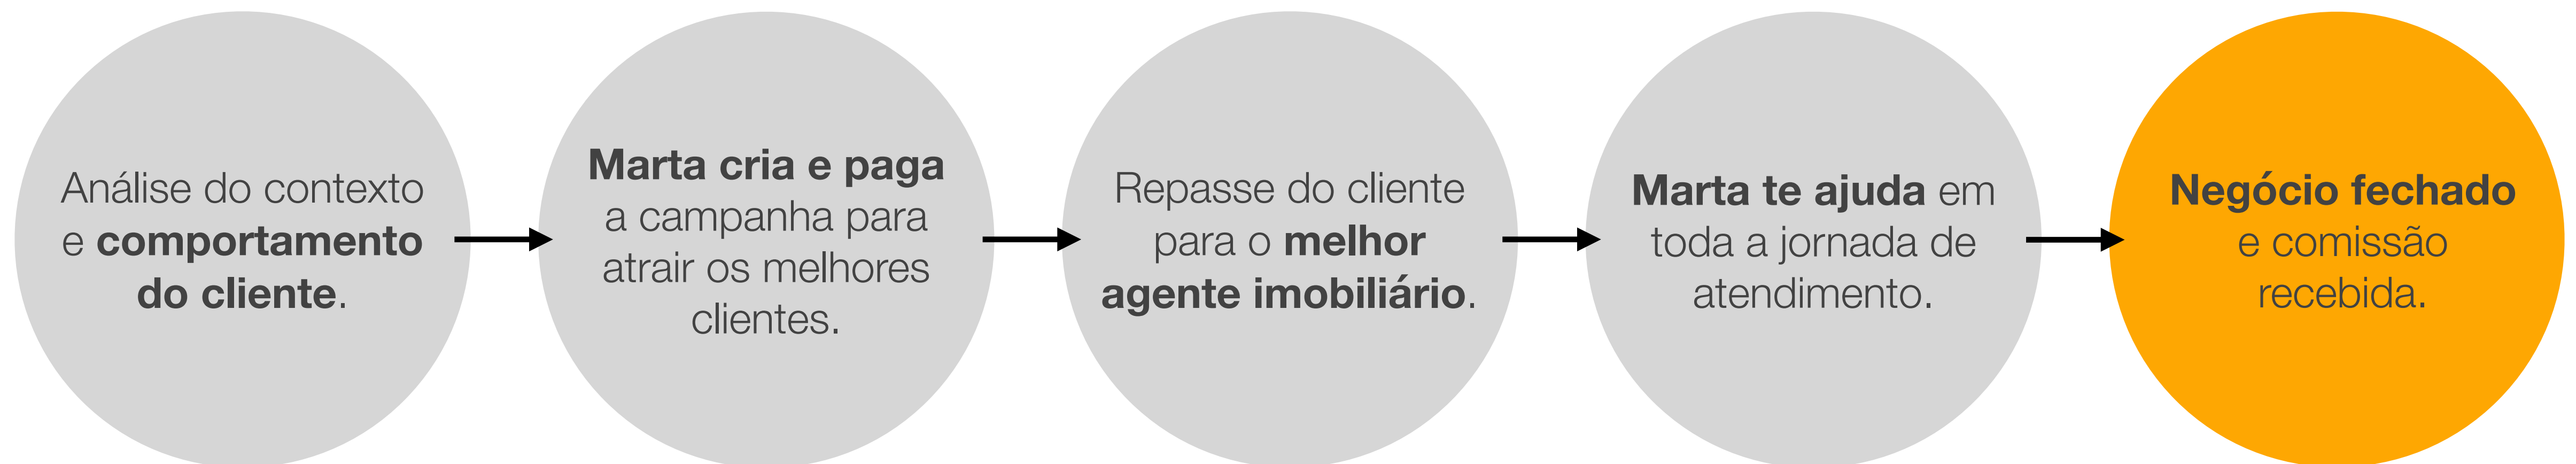 Análise do contexto
e comportamento
do cliente.
Marta cria e paga
a campanha para
atrair os melhores
clientes.
Repasse do cliente
para o melhor
agente imobiliário.
Marta te ajuda em
toda a jornada de
atendimento.
Negócio fechado
e comissão
recebida.